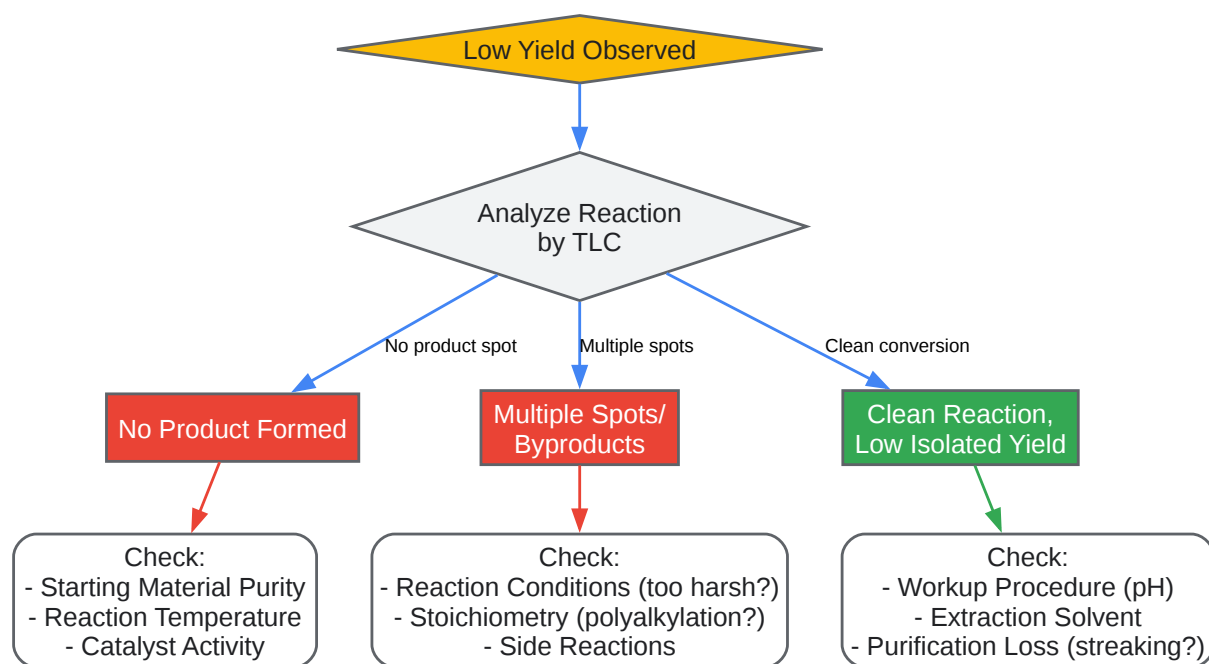 Low Yield Observed
Analyze Reaction
by TLC
No product spot
Multiple spots
Clean conversion
No Product Formed
Multiple Spots/
Byproducts
Clean Reaction,
Low Isolated Yield
Check:
- Starting Material Purity
- Reaction Temperature
- Catalyst Activity
Check:
- Reaction Conditions (too harsh?)
- Stoichiometry (polyalkylation?)
- Side Reactions
Check:
- Workup Procedure (pH)
- Extraction Solvent
- Purification Loss (streaking?)